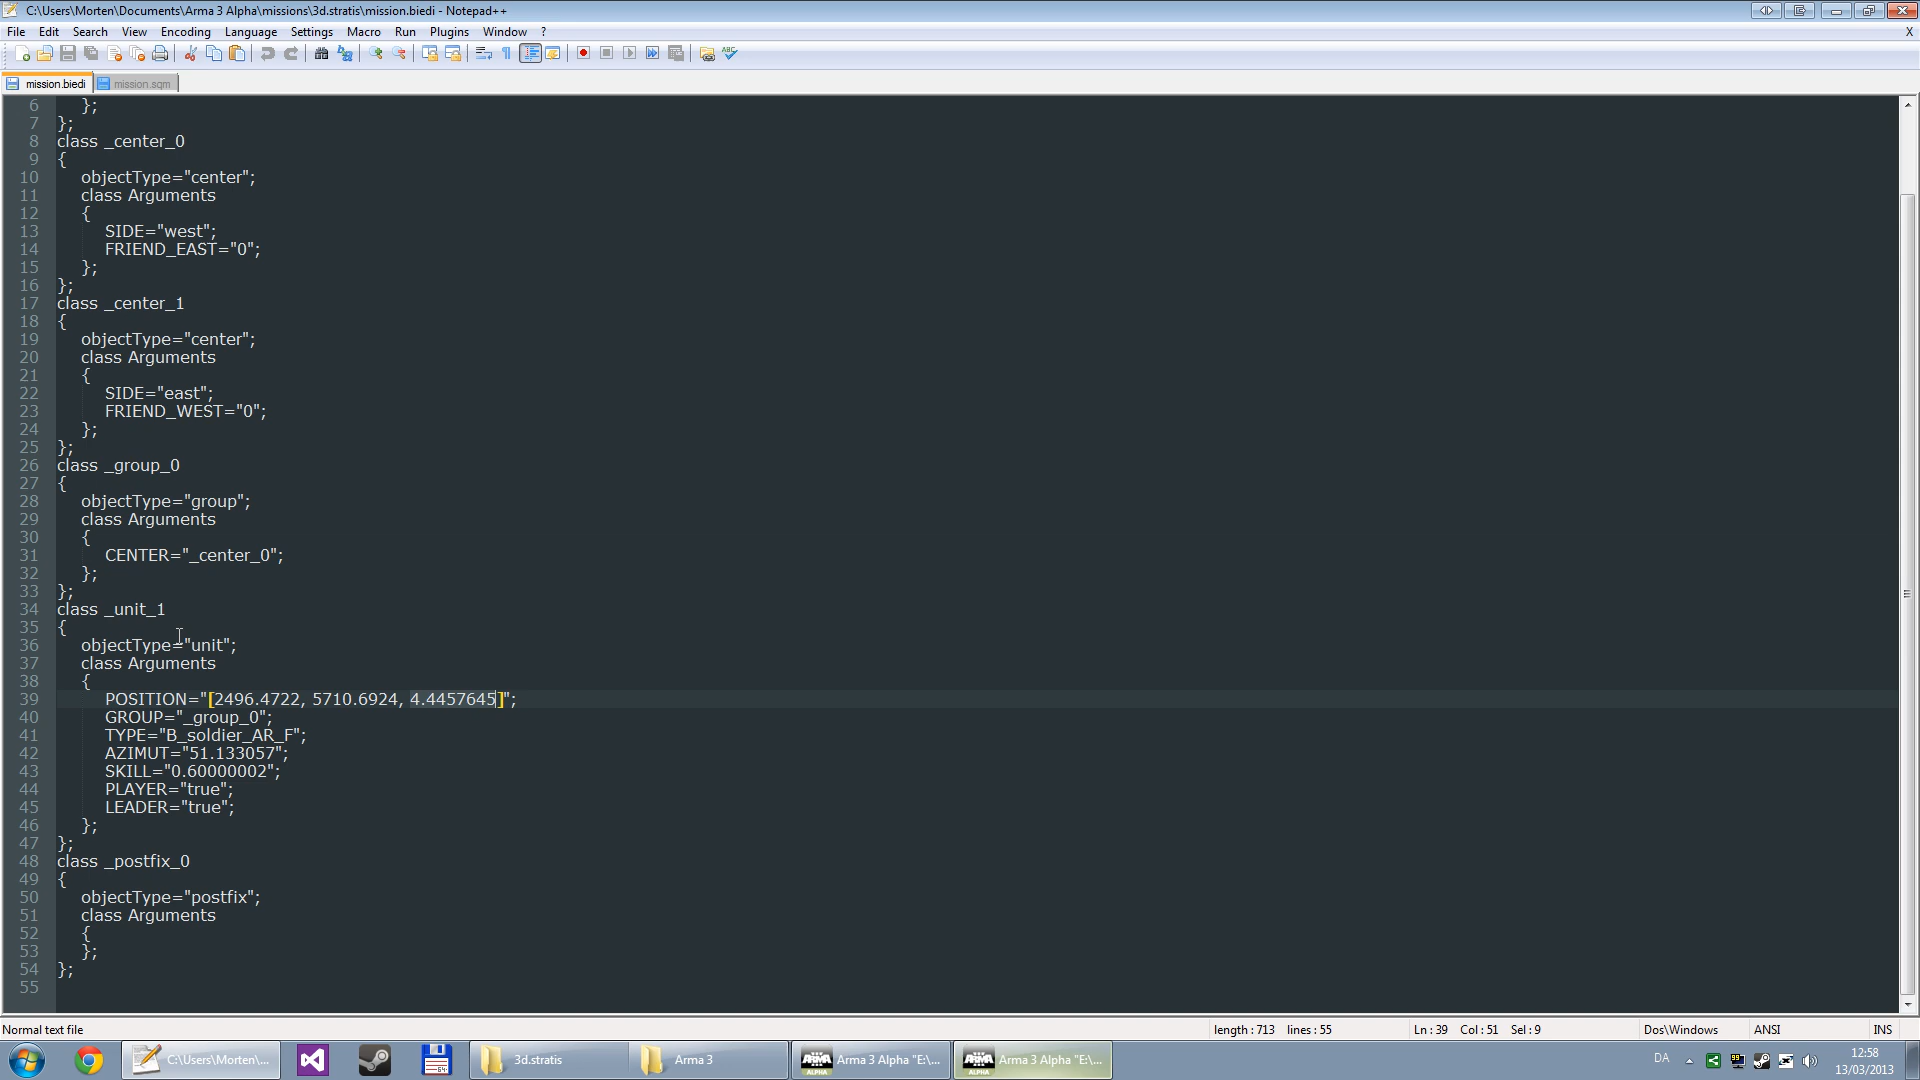 C:\Users\Morten\Documents\Arma 3 Alpha\missions\3d.stratis\mission.biedi - Notepad++
File Edit Search View Encoding Language Settings Macro Run Plugins Window ? X
mission.biedi mission.sqm
6 };
7 };
8 class _center_0
9 {
10 objectType="center";
11 class Arguments
12 {
13 SIDE="west";
14 FRIEND_EAST="0";
15 };
16 };
17 class _center_1
18 {
19 objectType="center";
20 class Arguments
21 {
22 SIDE="east";
23 FRIEND_WEST="0";
24 };
25 };
26 class _group_0
27 {
28 objectType="group";
29 class Arguments
30 {
31 CENTER="_center_0";
32 };
33 };
34 class _unit_1
35 {
36 objectType="unit";
37 class Arguments
38 {
39 POSITION="[2496.4722, 5710.6924, 4.4457645]";
40 GROUP="_group_0";
41 TYPE="B_soldier_AR_F";
42 AZIMUT="51.133057";
43 SKILL="0.60000002";
44 PLAYER="true";
45 LEADER="true";
46 };
47 };
48 class _postfix_0
49 {
50 objectType="postfix";
51 class Arguments
52 {
53 };
54 };
55
Normal text file length : 713 lines : 55 Ln : 39 Col : 51 Sel : 9 Dos\Windows ANSI INS
C:\Users\Morten\... 3d.stratis Arma 3 Arma 3 Alpha "E:\... Arma 3 Alpha "E:\... DA 12:58
13/03/2013